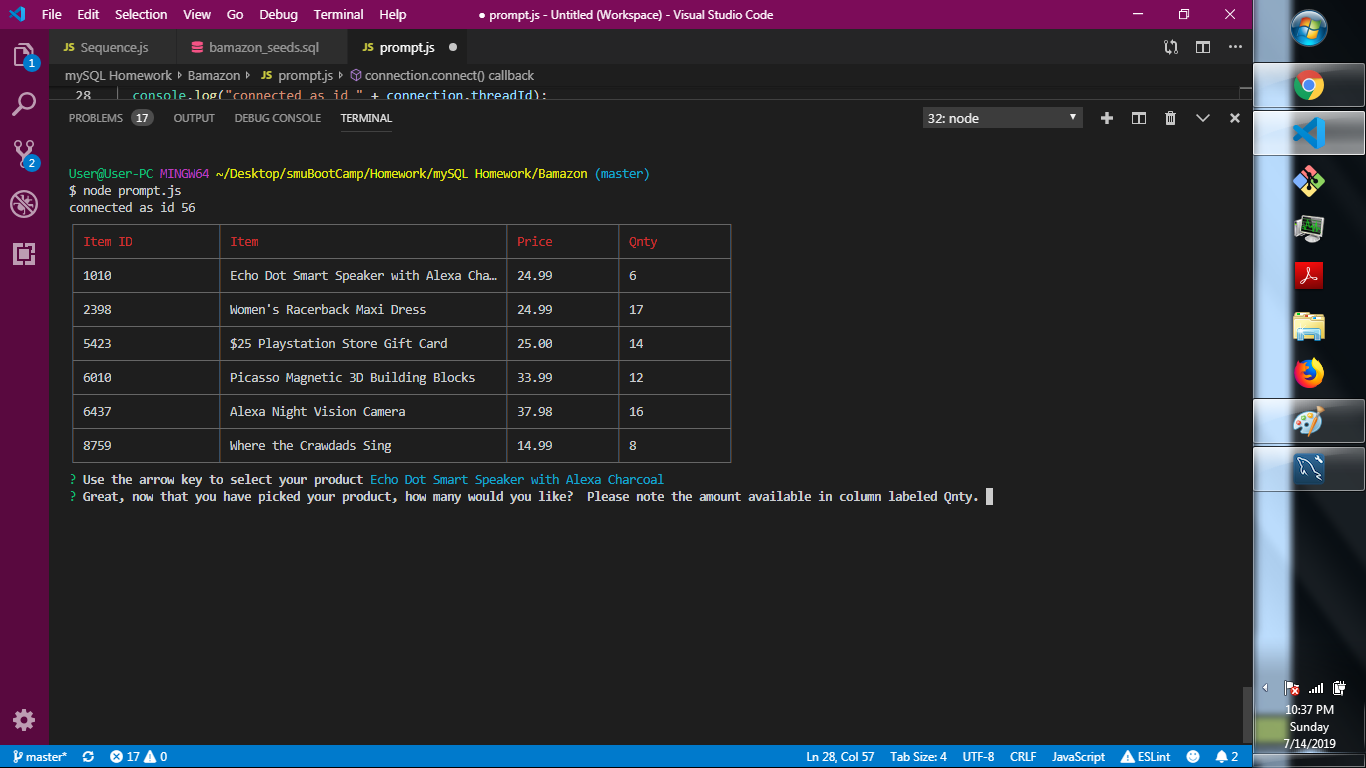 File Edit Selection View Go Debug Terminal Help ● prompt.js - Untitled (Workspace) - Visual Studio Code
JS Sequence.js bamazon_seeds.sql JS prompt.js ●
mySQL Homework › Bamazon › JS prompt.js › connection.connect() callback
28 console.log("connected as id " + connection.threadId);
PROBLEMS 17 OUTPUT DEBUG CONSOLE TERMINAL 32: node
User@User-PC MINGW64 ~/Desktop/smuBootCamp/Homework/mySQL Homework/Bamazon (master)
$ node prompt.js
connected as id 56
Item ID Item Price Qnty
1010 Echo Dot Smart Speaker with Alexa Cha… 24.99 6
2398 Women's Racerback Maxi Dress 24.99 17
5423 $25 Playstation Store Gift Card 25.00 14
6010 Picasso Magnetic 3D Building Blocks 33.99 12
6437 Alexa Night Vision Camera 37.98 16
8759 Where the Crawdads Sing 14.99 8
? Use the arrow key to select your product Echo Dot Smart Speaker with Alexa Charcoal
? Great, now that you have picked your product, how many would you like?  Please note the amount available in column labeled Qnty.
1
2
10:37 PM
Sunday
7/14/2019
master* 17 0 Ln 28, Col 57 Tab Size: 4 UTF-8 CRLF JavaScript ESLint 2